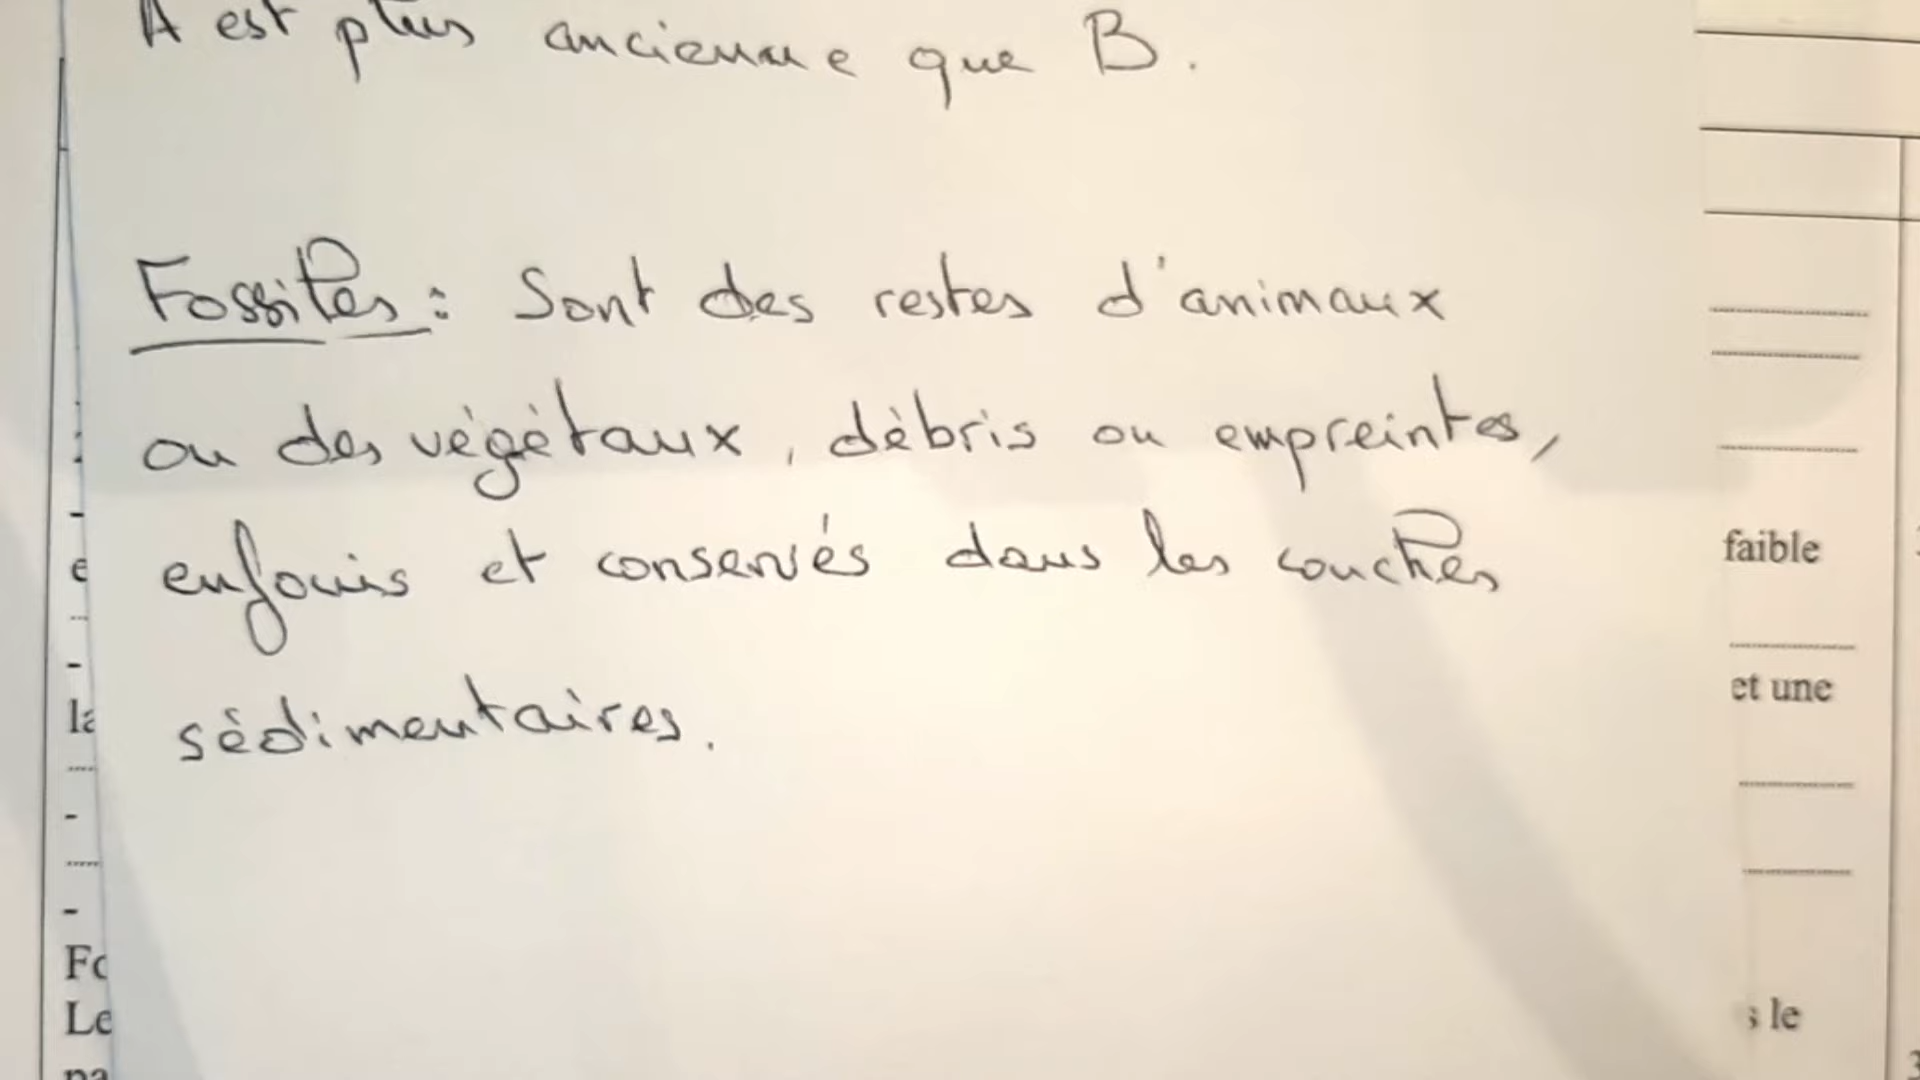 A est plus ancienne que B.
Fossiles : Sont des restes d'animaux
ou des végétaux, débris ou empreintes,
enfouis et conservés dans les couches
sédimentaires.
faible
et une
le
Le